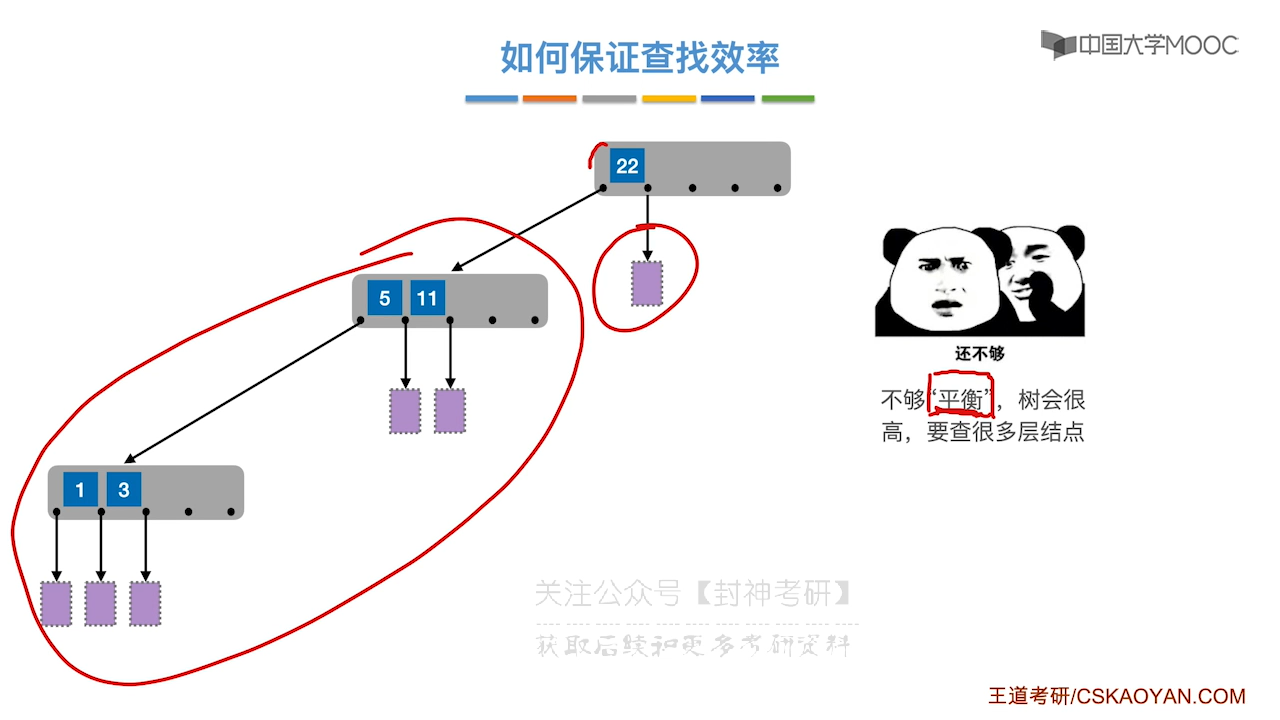 如何保证查找效率
中国大学MOOC
22
5 11
还不够
不够“平衡”，树会很
高，要查很多层结点
1 3
关注公众号【封神考研】
获取后续和更多考研资料
王道考研/CSKAOYAN.COM